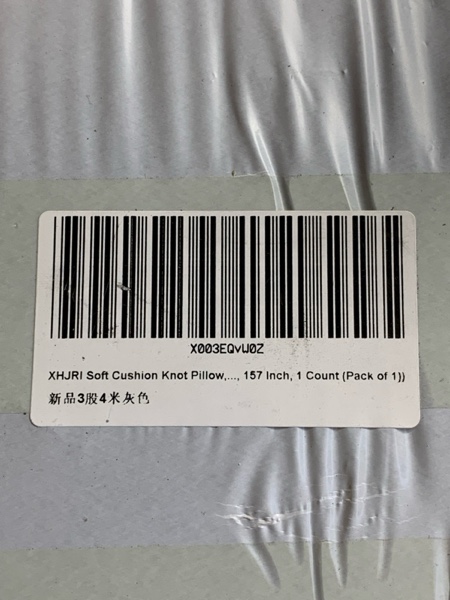 X003EQvW0Z
XHJRI Soft Cushion Knot Pillow,..., 157 Inch, 1 Count (Pack of 1))
新品3股4米灰色